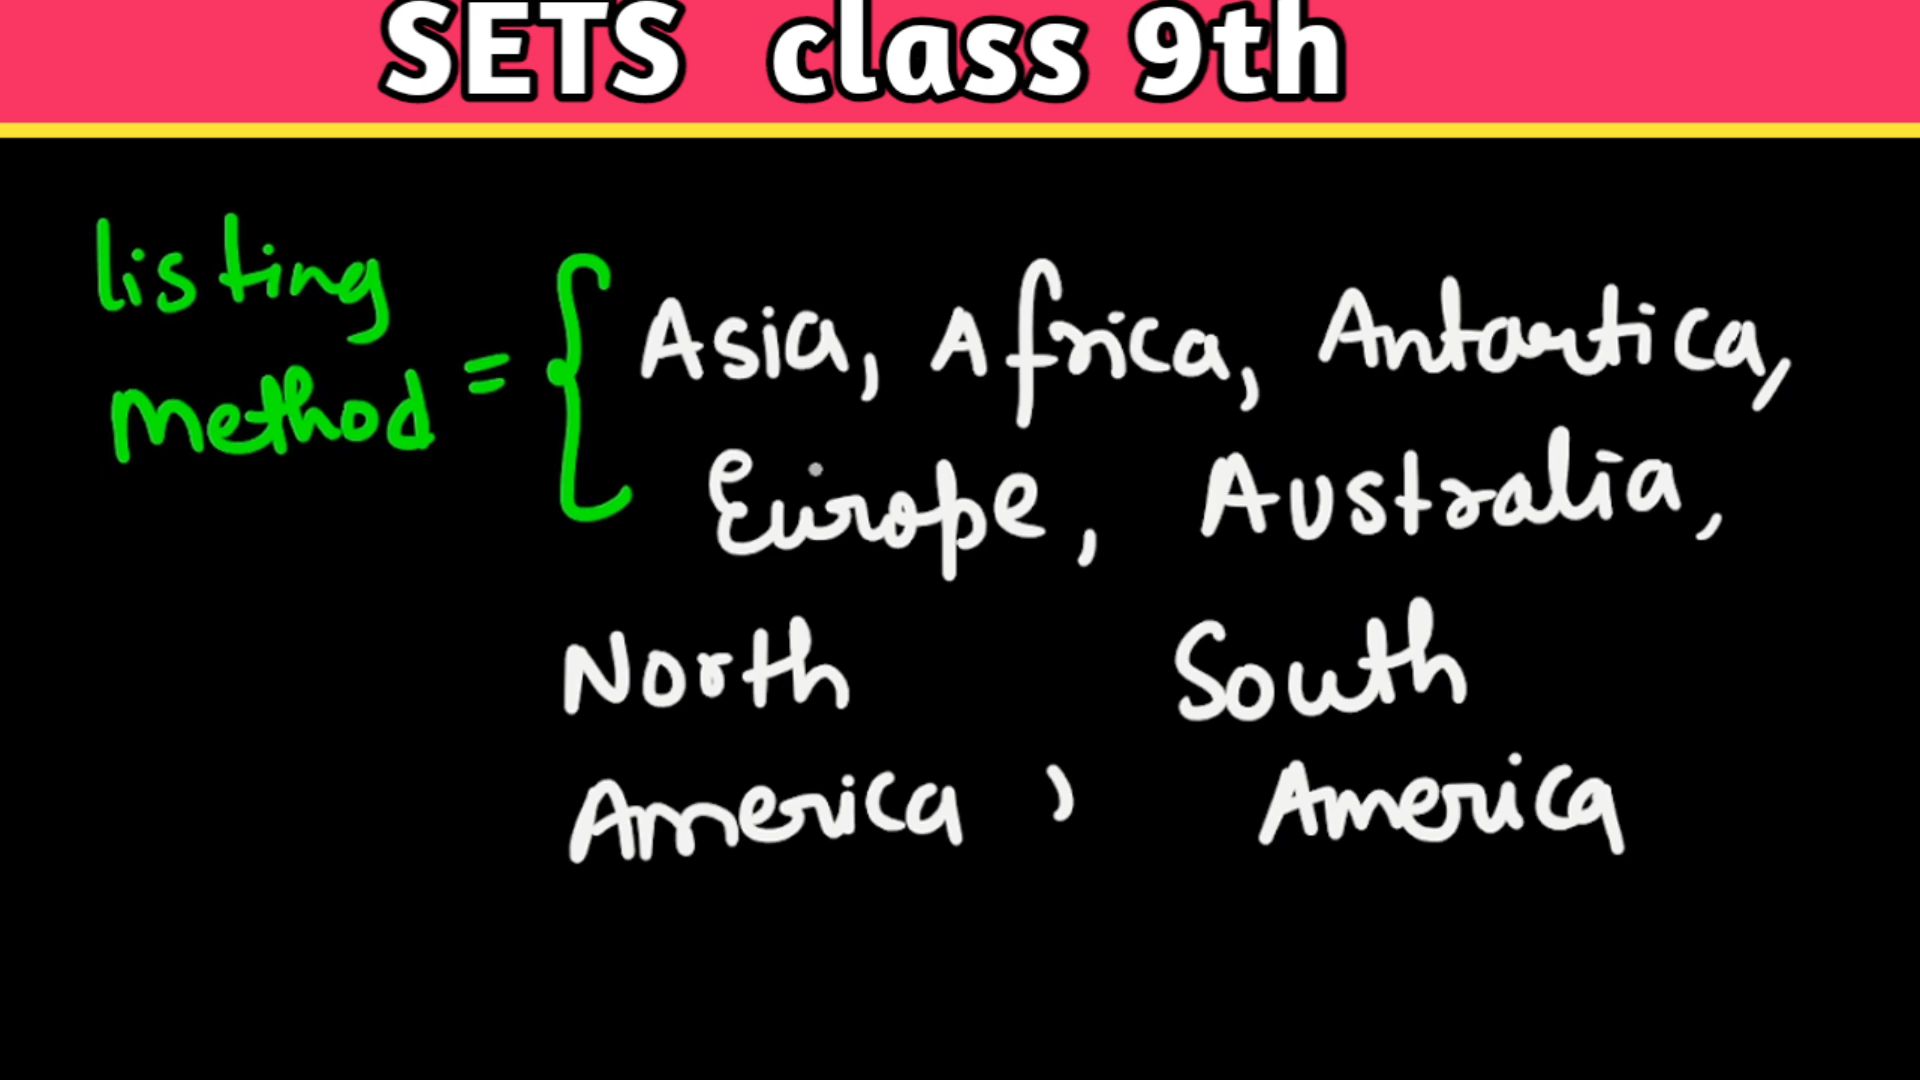 SETS class 9th
listing
method = { Asia, Africa, Antartica,
Europe, Australia,
North South
America, America